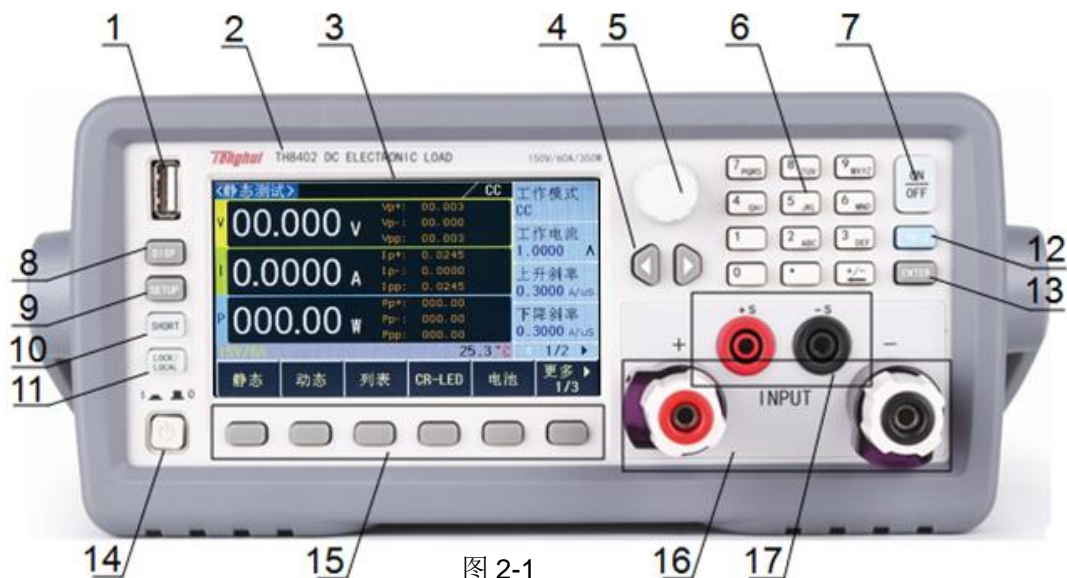 1 2 3 4 5 6 7
Tonghui TH8402 DC ELECTRONIC LOAD 150V/60A/350W
<静态测试> CC
V 00.000 V
Vp+: 00.003
Vp-: 00.000
Vpp: 00.003
I 0.0000 A
Ip+: 0.0245
Ip-: 0.0000
Ipp: 0.0245
P 000.00 W
Pp+: 000.00
Pp-: 000.00
Ppp: 000.00
15V/6A 25.3℃
工作模式
CC
工作电流
1.0000 A
上升斜率
0.3000 A/uS
下降斜率
0.3000 A/uS
◀ 1/2 ▶
静态 动态 列表 CR-LED 电池 更多 ▶
1/3
7 PQRS 8 TUV 9 WXYZ
4 GHI 5 JKL 6 MNO
1 2 ABC 3 DEF
0 • +/-
ON
OFF
ENTER
12
13
8 DISP
9 SETUP
10 SHORT
11 LOCK/
LOCAL
I 0
+S -S
+ -
INPUT
14 15 16 17
图 2-1